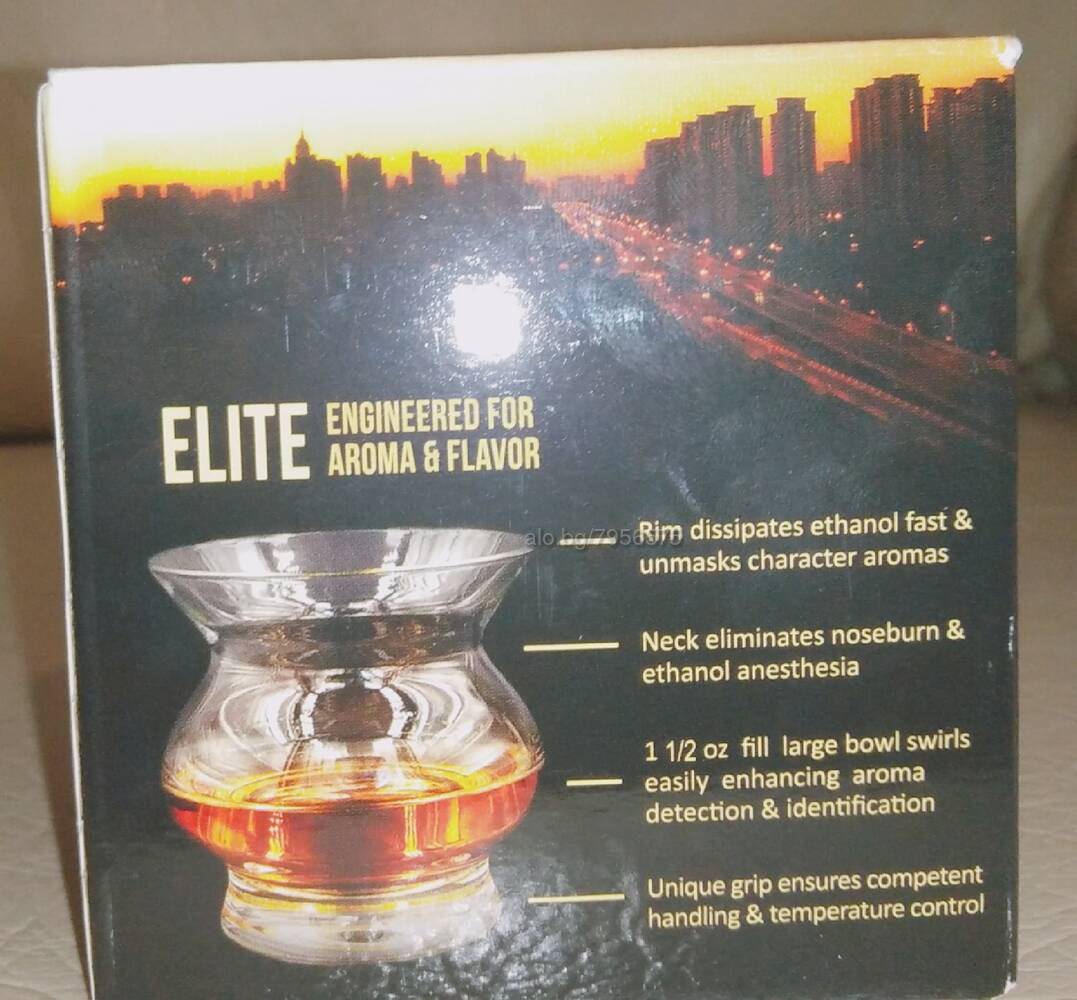 ELITE ENGINEERED FOR
AROMA & FLAVOR
Rim dissipates ethanol fast &
unmasks character aromas
Neck eliminates noseburn &
ethanol anesthesia
1 1/2 oz fill large bowl swirls
easily enhancing aroma
detection & identification
Unique grip ensures competent
handling & temperature control